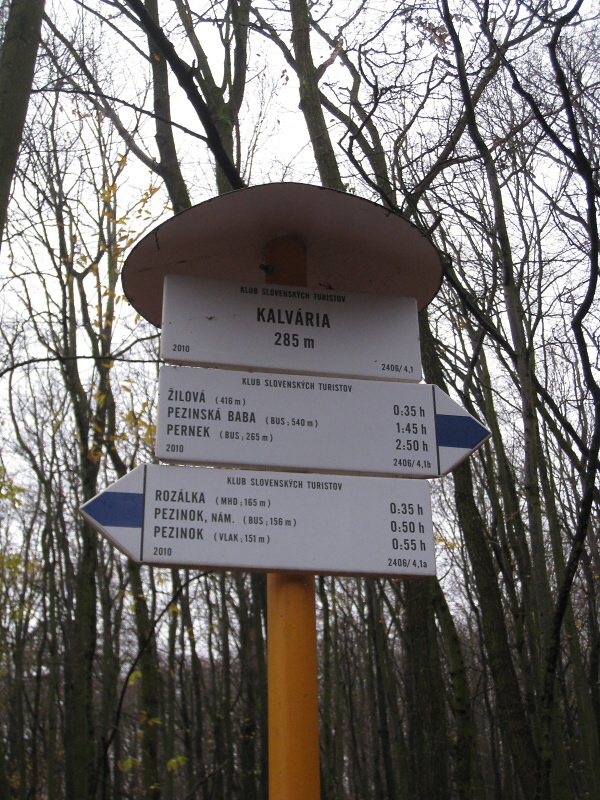 KLUB SLOVENSKÝCH TURISTOV
KALVÁRIA
285 m
2010 2406/4,1
KLUB SLOVENSKÝCH TURISTOV
ŽILOVÁ (416 m) 0:35 h
PEZINSKÁ BABA (BUS; 540 m) 1:45 h
PERNEK (BUS; 265 m) 2:50 h
2010 2406/4,1b
KLUB SLOVENSKÝCH TURISTOV
ROZÁLKA (MHD; 165 m) 0:35 h
PEZINOK, NÁM. (BUS; 156 m) 0:50 h
PEZINOK (VLAK; 151 m) 0:55 h
2010 2406/4,1a